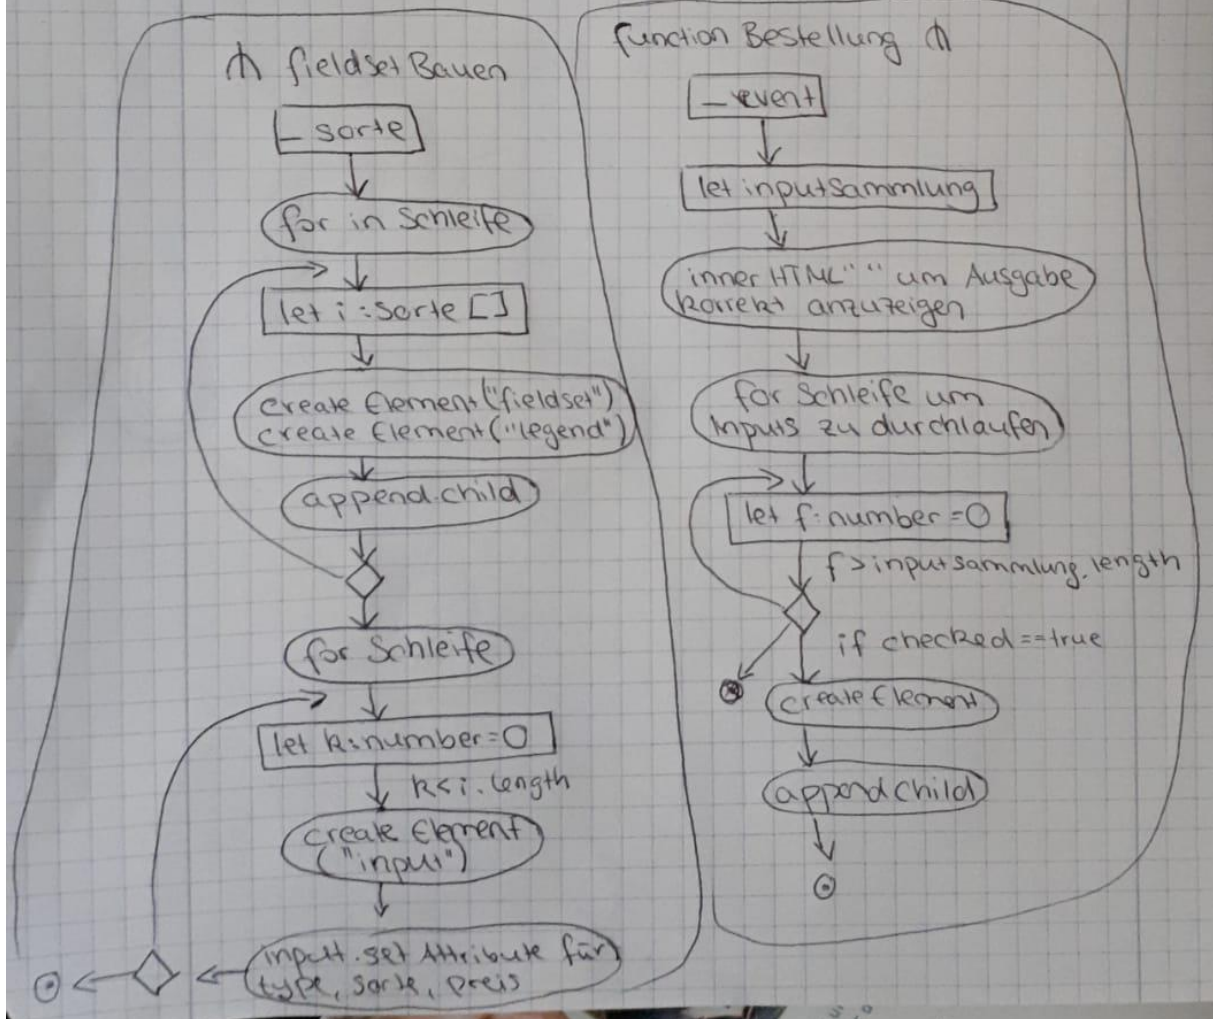 fieldset Bauen
_ sorte
for in Schleife
let i : sorte []
create Element ("fieldset")
create Element ("legend")
append.child
for Schleife
let k: number = 0
k < i. length
create Element
("input")
input.set Attribute für
type, sorte, preis
function Bestellung
_ event
let inputsammlung
inner HTML " " um Ausgabe
korrekt anzuzeigen
for Schleife um
Inputs zu durchlaufen
let f: number = 0
f > inputsammlung. length
if checked == true
create Element
append child